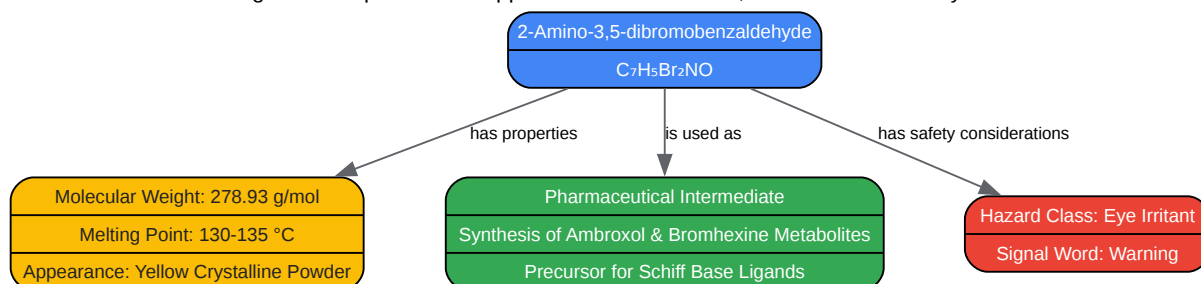 2-Amino-3,5-dibromobenzaldehyde
C₇H₅Br₂NO
has properties
is used as
has safety considerations
Molecular Weight: 278.93 g/mol
Melting Point: 130-135 °C
Appearance: Yellow Crystalline Powder
Pharmaceutical Intermediate
Synthesis of Ambroxol & Bromhexine Metabolites
Precursor for Schiff Base Ligands
Hazard Class: Eye Irritant
Signal Word: Warning